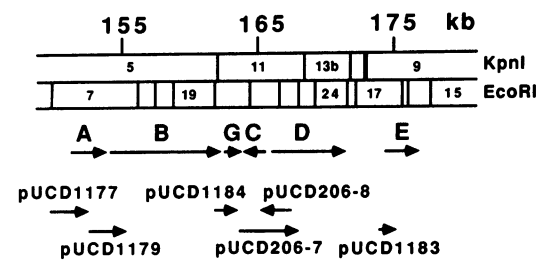 155 165 175 kb
5 11 13b 9 KpnI
7 19 24 17 15 EcoRI
A B G C D E
pUCD1177 pUCD1184 pUCD206-8
pUCD1179 pUCD206-7 pUCD1183